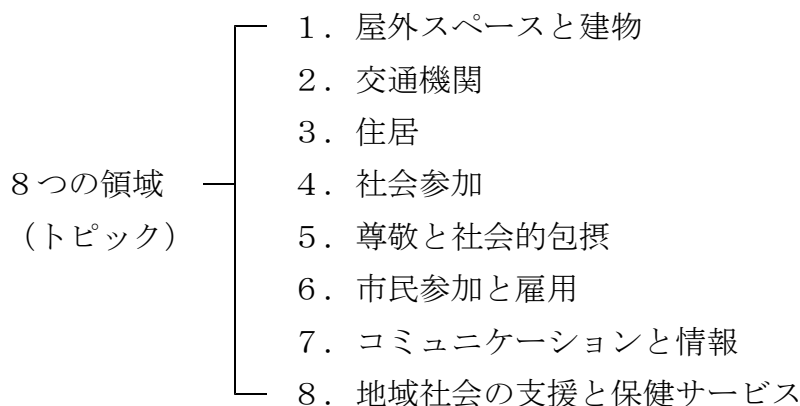 ８つの領域
（トピック）
１．屋外スペースと建物
２．交通機関
３．住居
４．社会参加
５．尊敬と社会的包摂
６．市民参加と雇用
７．コミュニケーションと情報
８．地域社会の支援と保健サービス